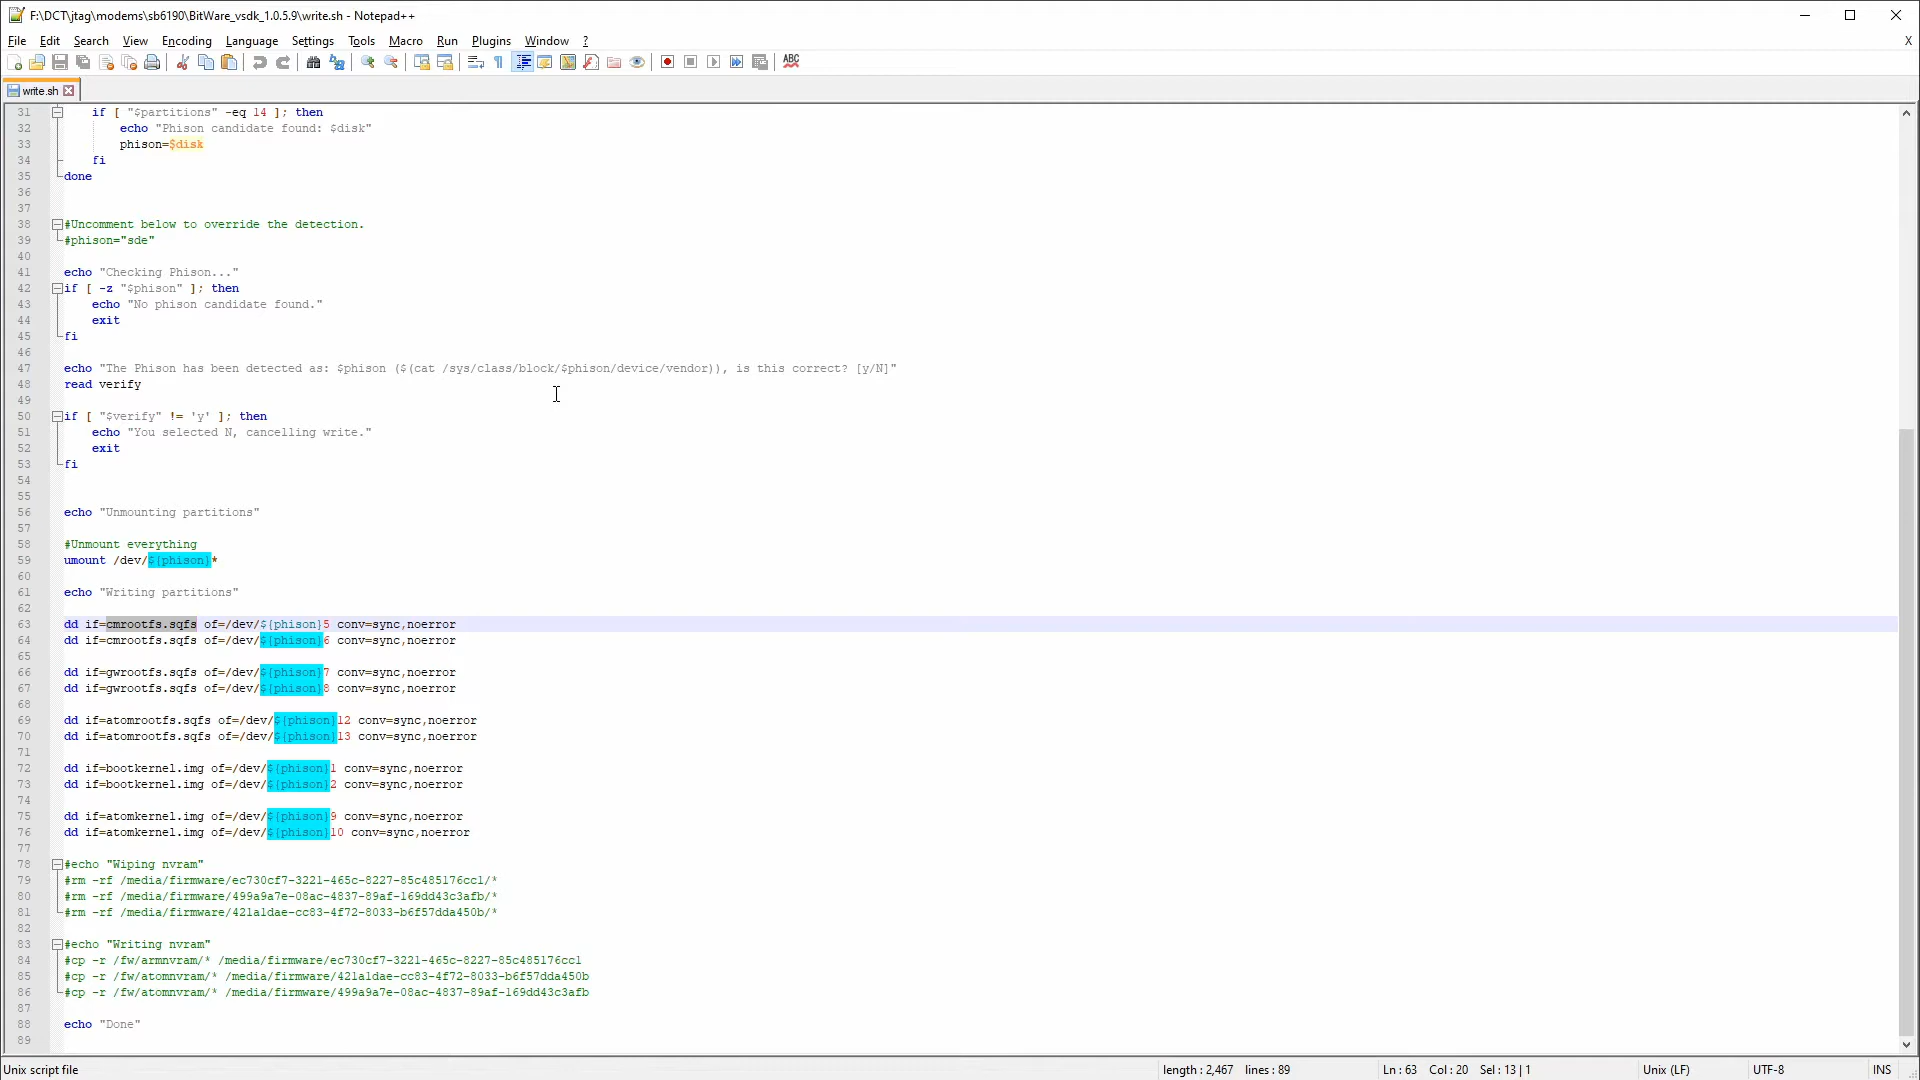 F:\DCT\jtag\modems\sb6190\BitWare_vsdk_1.0.5.9\write.sh - Notepad++
File Edit Search View Encoding Language Settings Tools Macro Run Plugins Window ? X
ABC
write.sh
31 if [ "$partitions" -eq 14 ]; then
32 echo "Phison candidate found: $disk"
33 phison=$disk
34 fi
35 done
36
37
38 #Uncomment below to override the detection.
39 #phison="sde"
40
41 echo "Checking Phison..."
42 if [ -z "$phison" ]; then
43 echo "No phison candidate found."
44 exit
45 fi
46
47 echo "The Phison has been detected as: $phison ($(cat /sys/class/block/$phison/device/vendor)), is this correct? [y/N]"
48 read verify
49
50 if [ "$verify" != 'y' ]; then
51 echo "You selected N, cancelling write."
52 exit
53 fi
54
55
56 echo "Unmounting partitions"
57
58 #Unmount everything
59 umount /dev/${phison}*
60
61 echo "Writing partitions"
62
63 dd if=cmrootfs.sqfs of=/dev/${phison}5 conv=sync,noerror
64 dd if=cmrootfs.sqfs of=/dev/${phison}6 conv=sync,noerror
65
66 dd if=gwrootfs.sqfs of=/dev/${phison}7 conv=sync,noerror
67 dd if=gwrootfs.sqfs of=/dev/${phison}8 conv=sync,noerror
68
69 dd if=atomrootfs.sqfs of=/dev/${phison}12 conv=sync,noerror
70 dd if=atomrootfs.sqfs of=/dev/${phison}13 conv=sync,noerror
71
72 dd if=bootkernel.img of=/dev/${phison}1 conv=sync,noerror
73 dd if=bootkernel.img of=/dev/${phison}2 conv=sync,noerror
74
75 dd if=atomkernel.img of=/dev/${phison}9 conv=sync,noerror
76 dd if=atomkernel.img of=/dev/${phison}10 conv=sync,noerror
77
78 #echo "Wiping nvram"
79 #rm -rf /media/firmware/ec730cf7-3221-465c-8227-85c485176cc1/*
80 #rm -rf /media/firmware/499a9a7e-08ac-4837-89af-169dd43c3afb/*
81 #rm -rf /media/firmware/421a1dae-cc83-4f72-8033-b6f57dda450b/*
82
83 #echo "Writing nvram"
84 #cp -r /fw/armnvram/* /media/firmware/ec730cf7-3221-465c-8227-85c485176cc1
85 #cp -r /fw/atomnvram/* /media/firmware/421a1dae-cc83-4f72-8033-b6f57dda450b
86 #cp -r /fw/atomnvram/* /media/firmware/499a9a7e-08ac-4837-89af-169dd43c3afb
87
88 echo "Done"
89
Unix script file length : 2,467 lines : 89 Ln : 63 Col : 20 Sel : 13 | 1 Unix (LF) UTF-8 INS